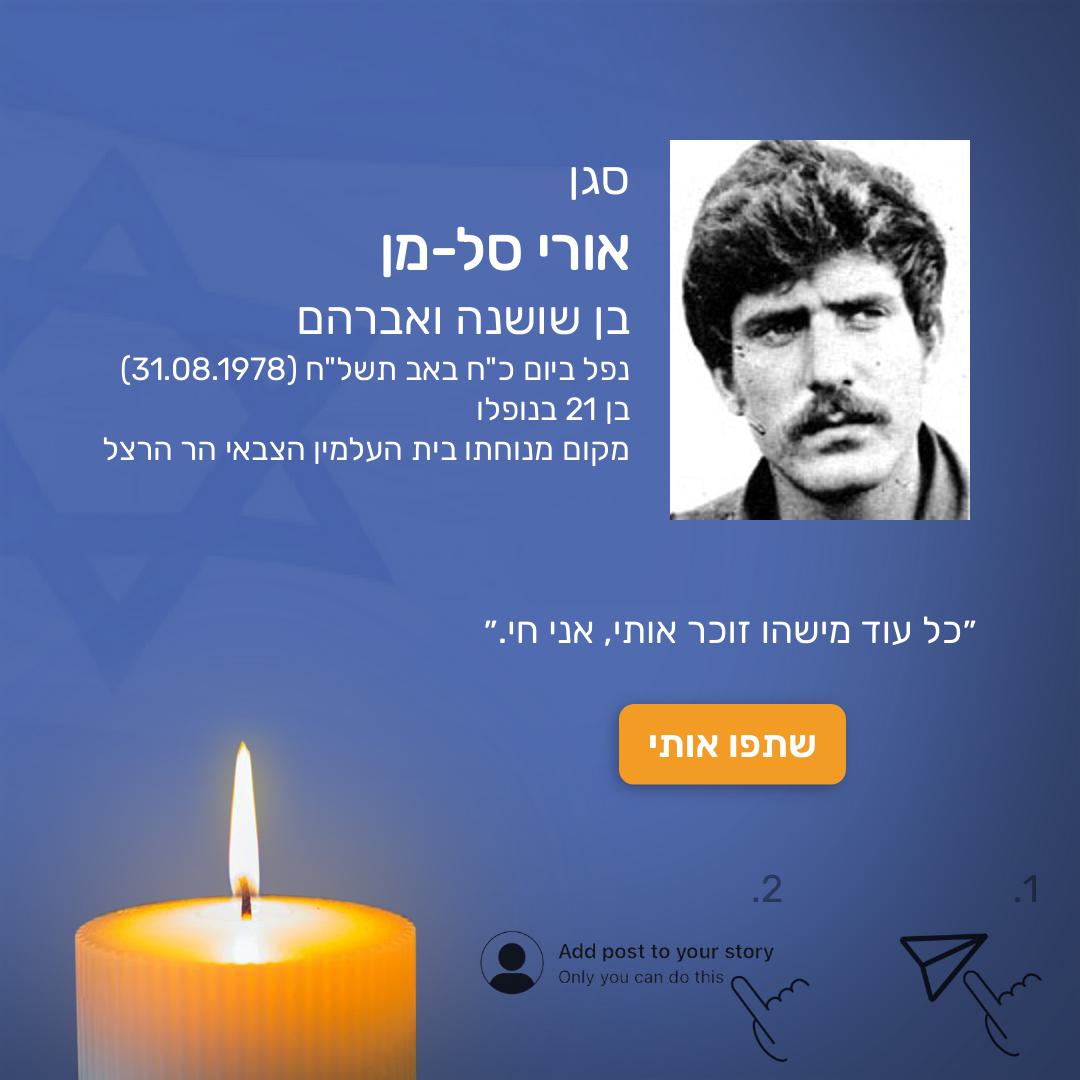 סגן
אורי סל-מן
בן שושנה ואברהם
נפל ביום כ"ח באב תשל"ח (31.08.1978)
בן 21 בנופלו
מקום מנוחתו בית העלמין הצבאי הר הרצל
״כל עוד מישהו זוכר אותי, אני חי.״
שתפו אותי
.1
.2
Add post to your story
Only you can do this